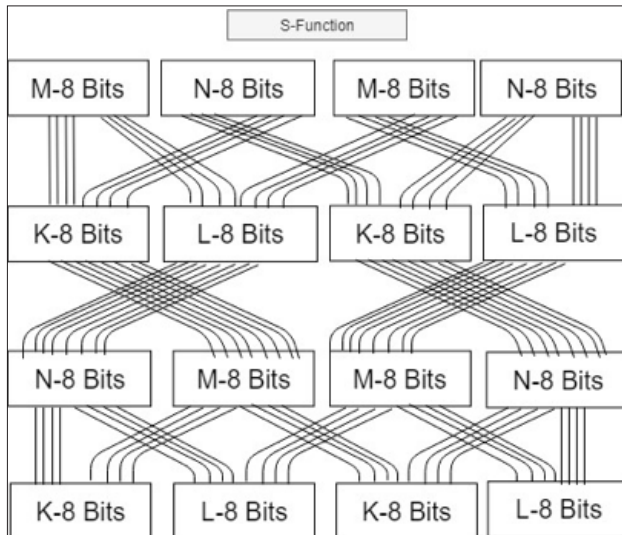 S-Function
M-8 Bits N-8 Bits M-8 Bits N-8 Bits
K-8 Bits L-8 Bits K-8 Bits L-8 Bits
N-8 Bits M-8 Bits M-8 Bits N-8 Bits
K-8 Bits L-8 Bits K-8 Bits L-8 Bits